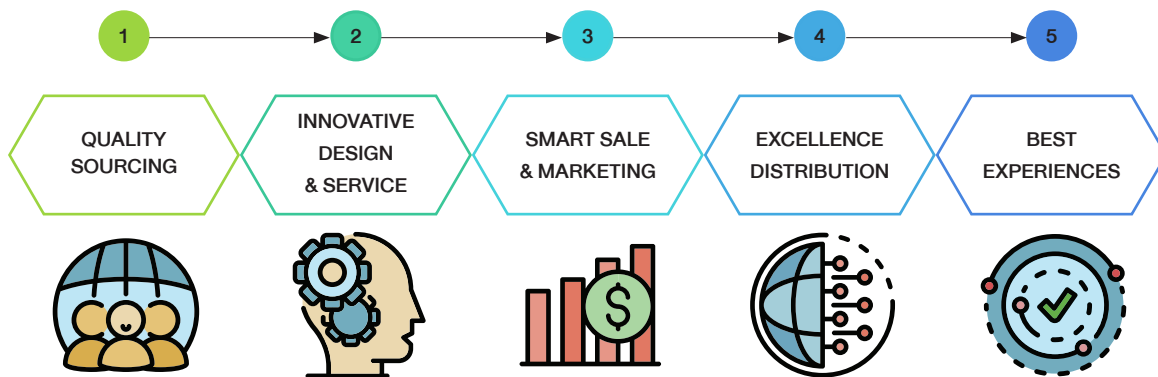 1
2
3
4
5
QUALITY
SOURCING
INNOVATIVE
DESIGN
& SERVICE
SMART SALE
& MARKETING
EXCELLENCE
DISTRIBUTION
BEST
EXPERIENCES
$